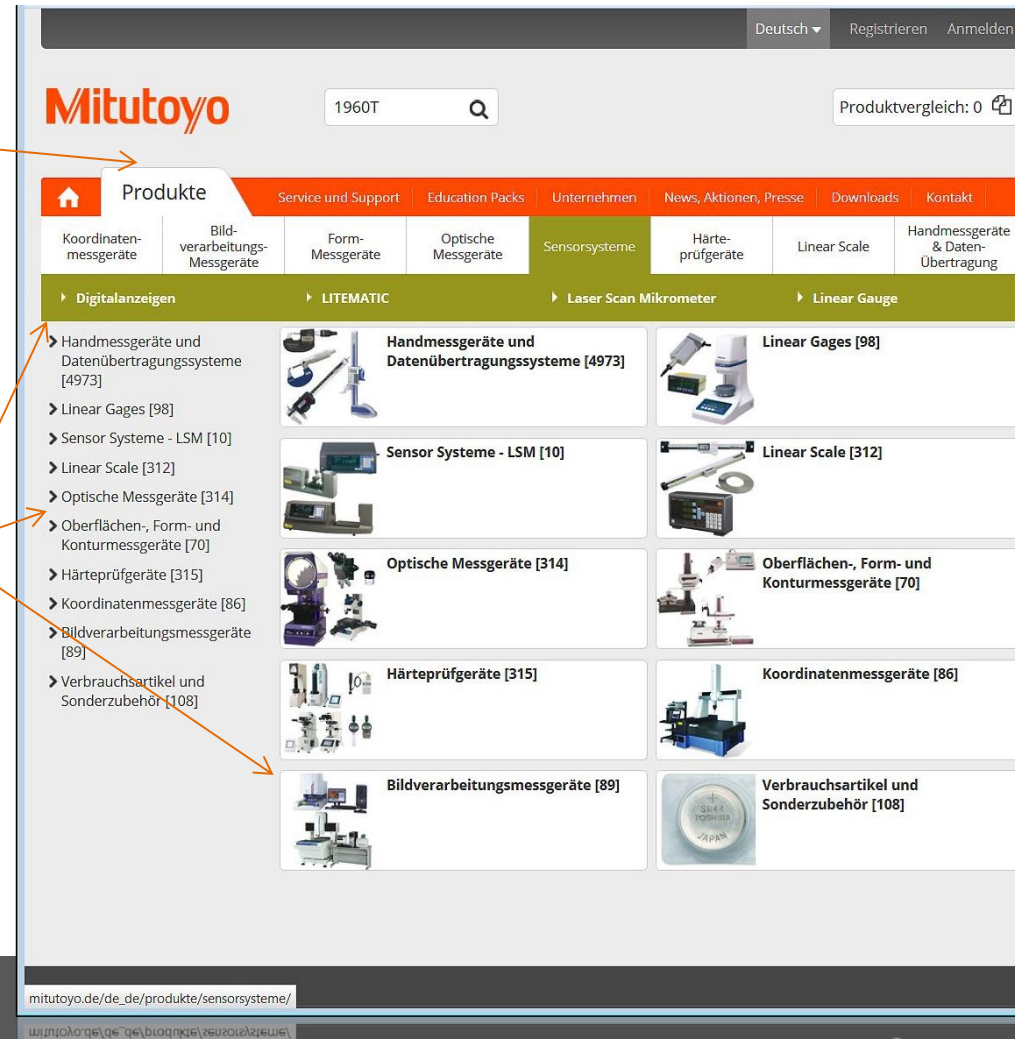 Deutsch
Registrieren
Anmelden
Mitutoyo
1960T
Produktvergleich: 0
Produkte
Service und Support
Education Packs
Unternehmen
News, Aktionen, Presse
Downloads
Kontakt
Koordinaten-
messgeräte
Bild-
verarbeitungs-
Messgeräte
Form-
Messgeräte
Optische
Messgeräte
Sensorsysteme
Härte-
prüfgeräte
Linear Scale
Handmessgeräte
& Daten-
Übertragung
Digitalanzeigen
LITEMATIC
Laser Scan Mikrometer
Linear Gauge
Handmessgeräte und
Datenübertragungssysteme
[4973]
Linear Gages [98]
Sensor Systeme - LSM [10]
Linear Scale [312]
Optische Messgeräte [314]
Oberflächen-, Form- und
Konturmessgeräte [70]
Härteprüfgeräte [315]
Koordinatenmessgeräte [86]
Bildverarbeitungsmessgeräte
[89]
Verbrauchsartikel und
Sonderzubehör [108]
Handmessgeräte und
Datenübertragungssysteme [4973]
Linear Gages [98]
Sensor Systeme - LSM [10]
Linear Scale [312]
Optische Messgeräte [314]
Oberflächen-, Form- und
Konturmessgeräte [70]
Härteprüfgeräte [315]
Koordinatenmessgeräte [86]
Bildverarbeitungsmessgeräte [89]
Verbrauchsartikel und
Sonderzubehör [108]
SR44
TOSHIBA
JAPAN
mitutoyo.de/de_de/produkte/sensorsysteme/